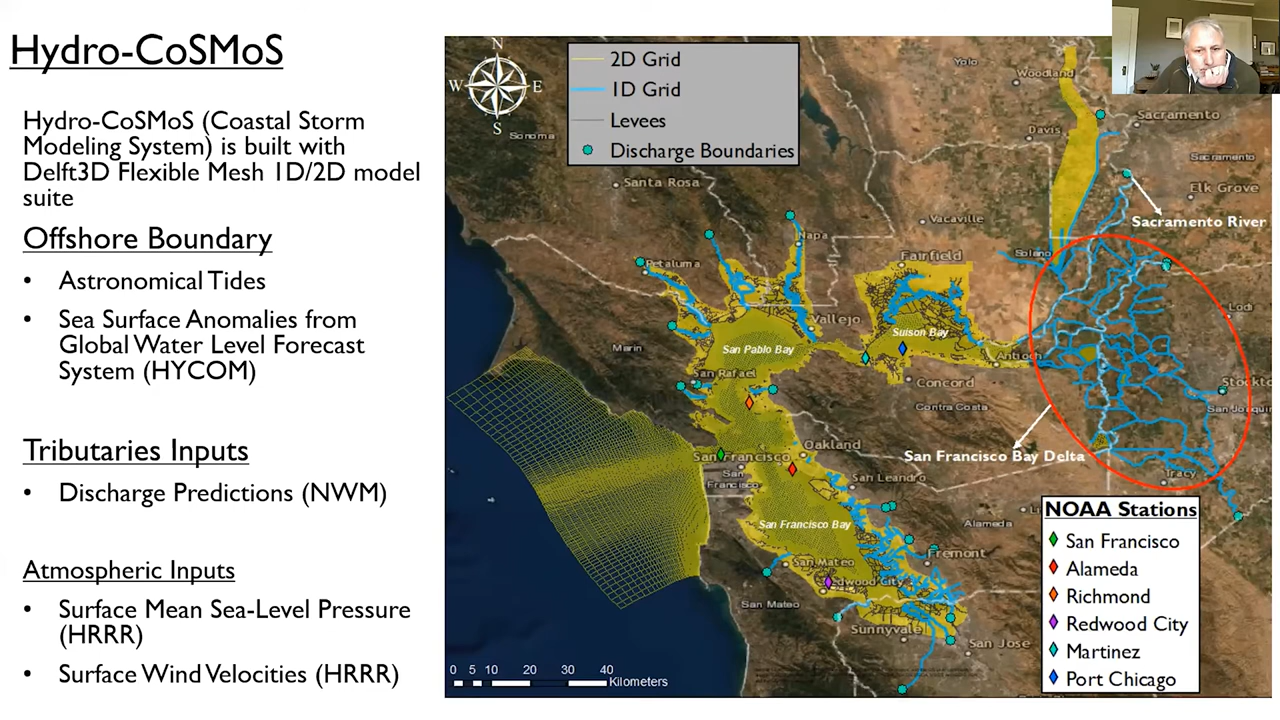 Hydro-CoSMoS
Hydro-CoSMoS (Coastal Storm
Modeling System) is built with
Delft3D Flexible Mesh 1D/2D model
suite
Offshore Boundary
• Astronomical Tides
• Sea Surface Anomalies from
Global Water Level Forecast
System (HYCOM)
Tributaries Inputs
• Discharge Predictions (NWM)
Atmospheric Inputs
• Surface Mean Sea-Level Pressure
(HRRR)
• Surface Wind Velocities (HRRR)
N
W E
S
2D Grid
1D Grid
Levees
Discharge Boundaries
Yolo
Woodland
Sacramento
Davis
Sonoma
Sacramento
Santa Rosa
Elk Grove
Vacaville
Sacramento River
Napa
Fairfield
Solano
Petaluma
Lodi
Vallejo
Suison Bay
Marin
San Pablo Bay
Antioch
San Rafael
Concord
Stockto
Contra Costa
San Joaquin
Oakland
San Francisco
San Francisco Bay Delta
San
Francisco
Tracy
San Leandro
San Francisco Bay
Alameda
Fremont
San Mateo
Redwood City
San Mateo
Sunnyvale
San Jose
NOAA Stations
San Francisco
Alameda
Richmond
Redwood City
Martinez
Port Chicago
0 5 10 20 30 40
Kilometers